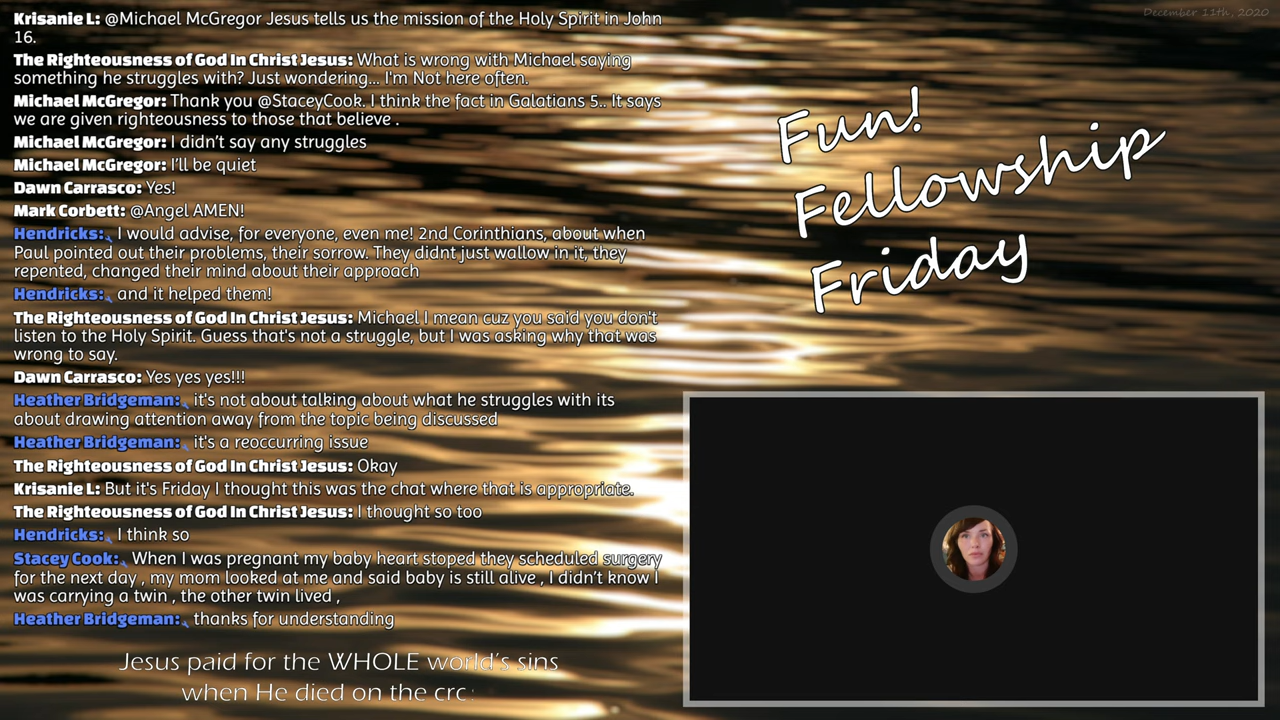 Krisanie L: @Michael McGregor Jesus tells us the mission of the Holy Spirit in John
16.
The Righteousness of God In Christ Jesus: What is wrong with Michael saying
something he struggles with? Just wondering... I'm Not here often.
Michael McGregor: Thank you @StaceyCook. I think the fact in Galatians 5.. It says
we are given righteousness to those that believe .
Michael McGregor: I didn't say any struggles
Michael McGregor: I'll be quiet
Dawn Carrasco: Yes!
Mark Corbett: @Angel AMEN!
Hendricks: I would advise, for everyone, even me! 2nd Corinthians, about when
Paul pointed out their problems, their sorrow. They didnt just wallow in it, they
repented, changed their mind about their approach
Hendricks: and it helped them!
The Righteousness of God In Christ Jesus: Michael I mean cuz you said you don't
listen to the Holy Spirit. Guess that's not a struggle, but I was asking why that was
wrong to say.
Dawn Carrasco: Yes yes yes!!!
Heather Bridgeman: it's not about talking about what he struggles with its
about drawing attention away from the topic being discussed
Heather Bridgeman: it's a reoccurring issue
The Righteousness of God In Christ Jesus: Okay
Krisanie L: But it's Friday I thought this was the chat where that is appropriate.
The Righteousness of God In Christ Jesus: I thought so too
Hendricks: I think so
Stacey Cook: When I was pregnant my baby heart stoped they scheduled surgery
for the next day , my mom looked at me and said baby is still alive , I didn't know I
was carrying a twin , the other twin lived ,
Heather Bridgeman: thanks for understanding
Jesus paid for the WHOLE world's sins
when He died on the crc
December 11th, 2020
Fun!
Fellowship
Friday